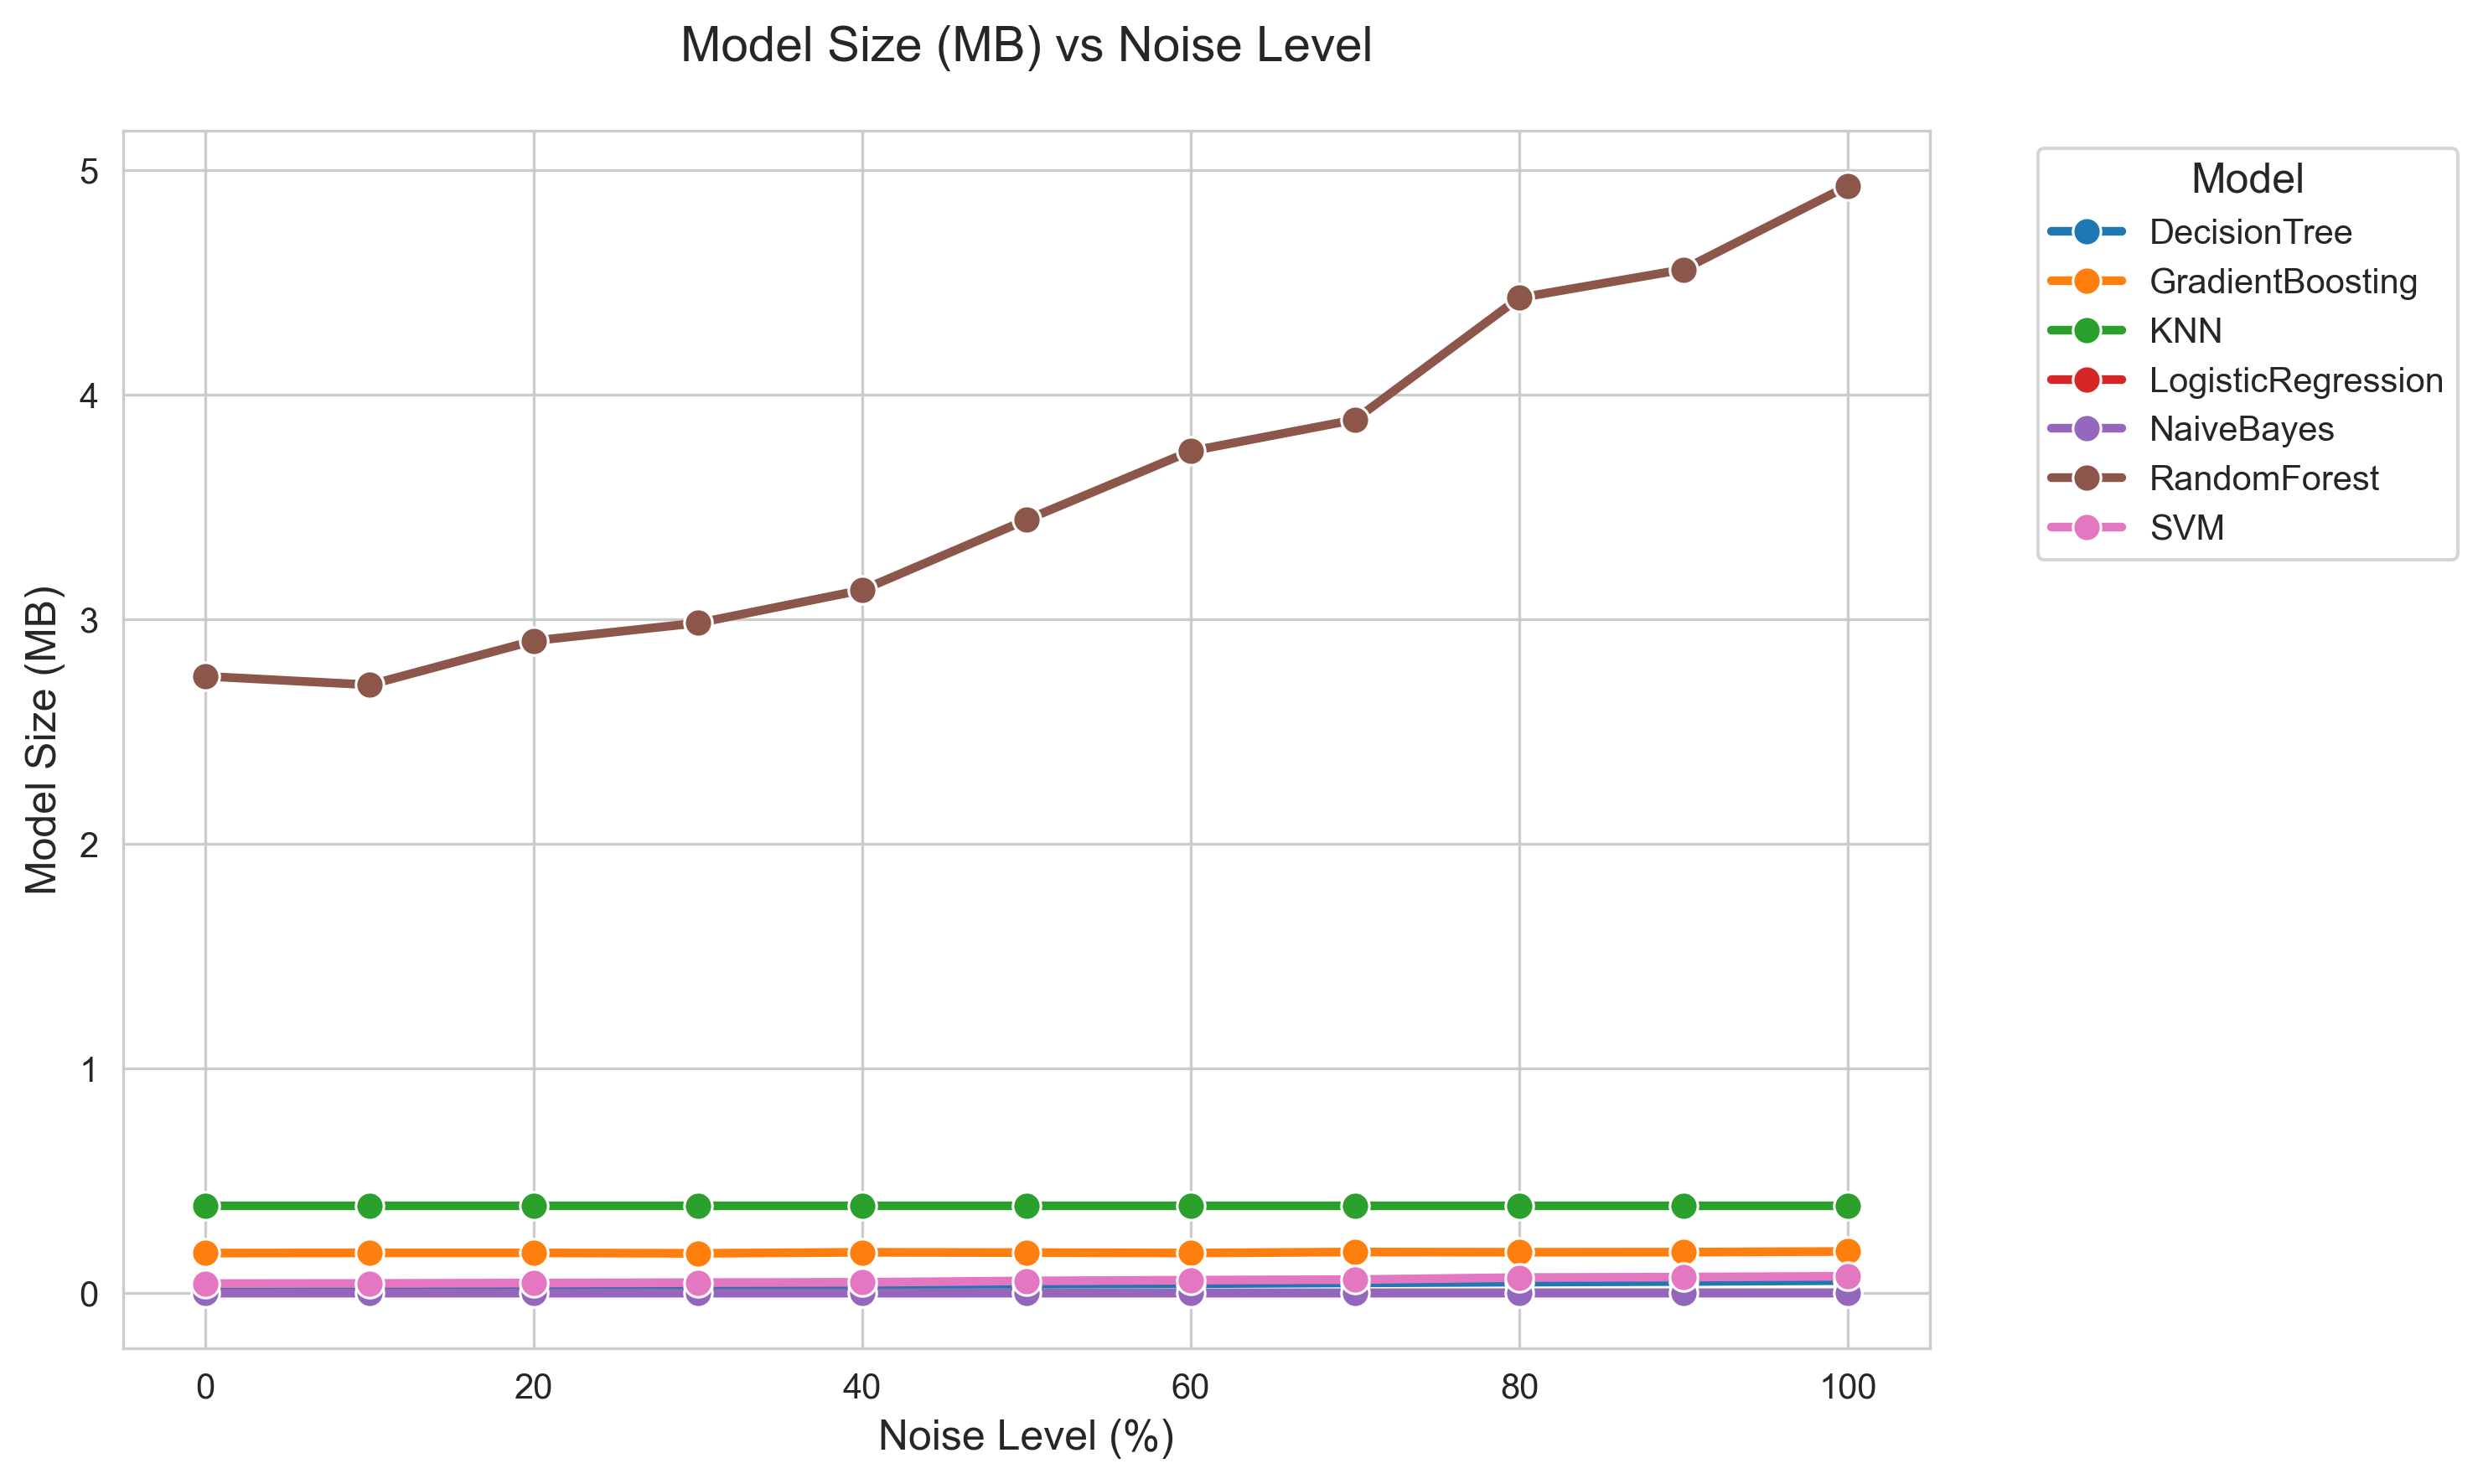 Model Size (MB) vs Noise Level
Model
DecisionTree
GradientBoosting
KNN
LogisticRegression
NaiveBayes
RandomForest
SVM
Model Size (MB)
5
4
3
2
1
0
0 20 40 60 80 100
Noise Level (%)